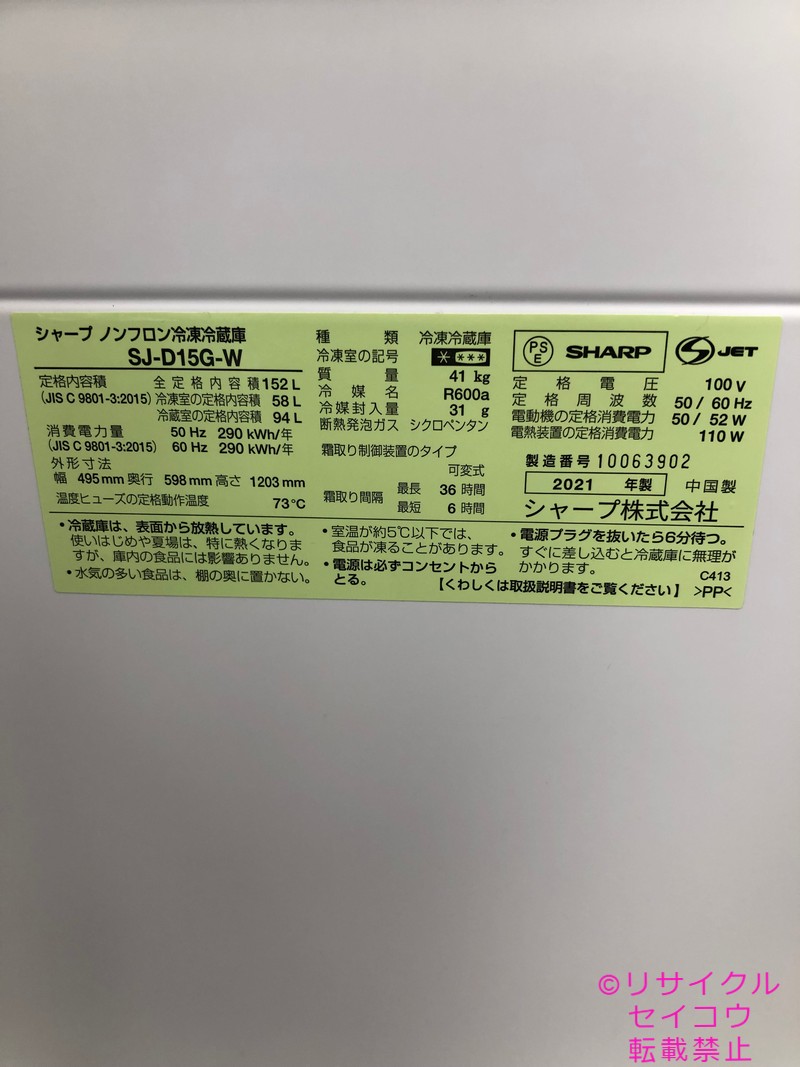 シャープ ノンフロン冷凍冷蔵庫
SJ-D15G-W
定格内容積 全定格内容積 152 L
(JIS C 9801-3:2015) 冷凍室の定格内容積 58 L
冷蔵室の定格内容積 94 L
消費電力量 50 Hz 290 kWh/年
(JIS C 9801-3:2015) 60 Hz 290 kWh/年
外形寸法
幅 495 mm 奥行 598 mm 高さ 1203 mm
温度ヒューズの定格動作温度 73℃
種類 冷凍冷蔵庫
冷凍室の記号 * ***
質量 41 kg
冷媒名 R600a
冷媒封入量 31 g
断熱発泡ガス シクロペンタン
霜取り制御装置のタイプ
可変式
霜取り間隔 最長 36 時間
最短 6 時間
PSE SHARP S JET
定格電圧 100 V
定格周波数 50 / 60 Hz
電動機の定格消費電力 50 / 52 W
電熱装置の定格消費電力 110 W
製造番号 10063902
2021 年製 中国製
シャープ株式会社
・冷蔵庫は、表面から放熱しています。
使いはじめや夏場は、特に熱くなりま
すが、庫内の食品には影響ありません。
・水気の多い食品は、棚の奥に置かない。
・室温が約5℃以下では、
食品が凍ることがあります。
・電源は必ずコンセントから
とる。
・電源プラグを抜いたら6分待つ。
すぐに差し込むと冷蔵庫に無理が
かかります。
C413
【くわしくは取扱説明書をご覧ください】 >PP<
©リサイクル
セイコウ
転載禁止